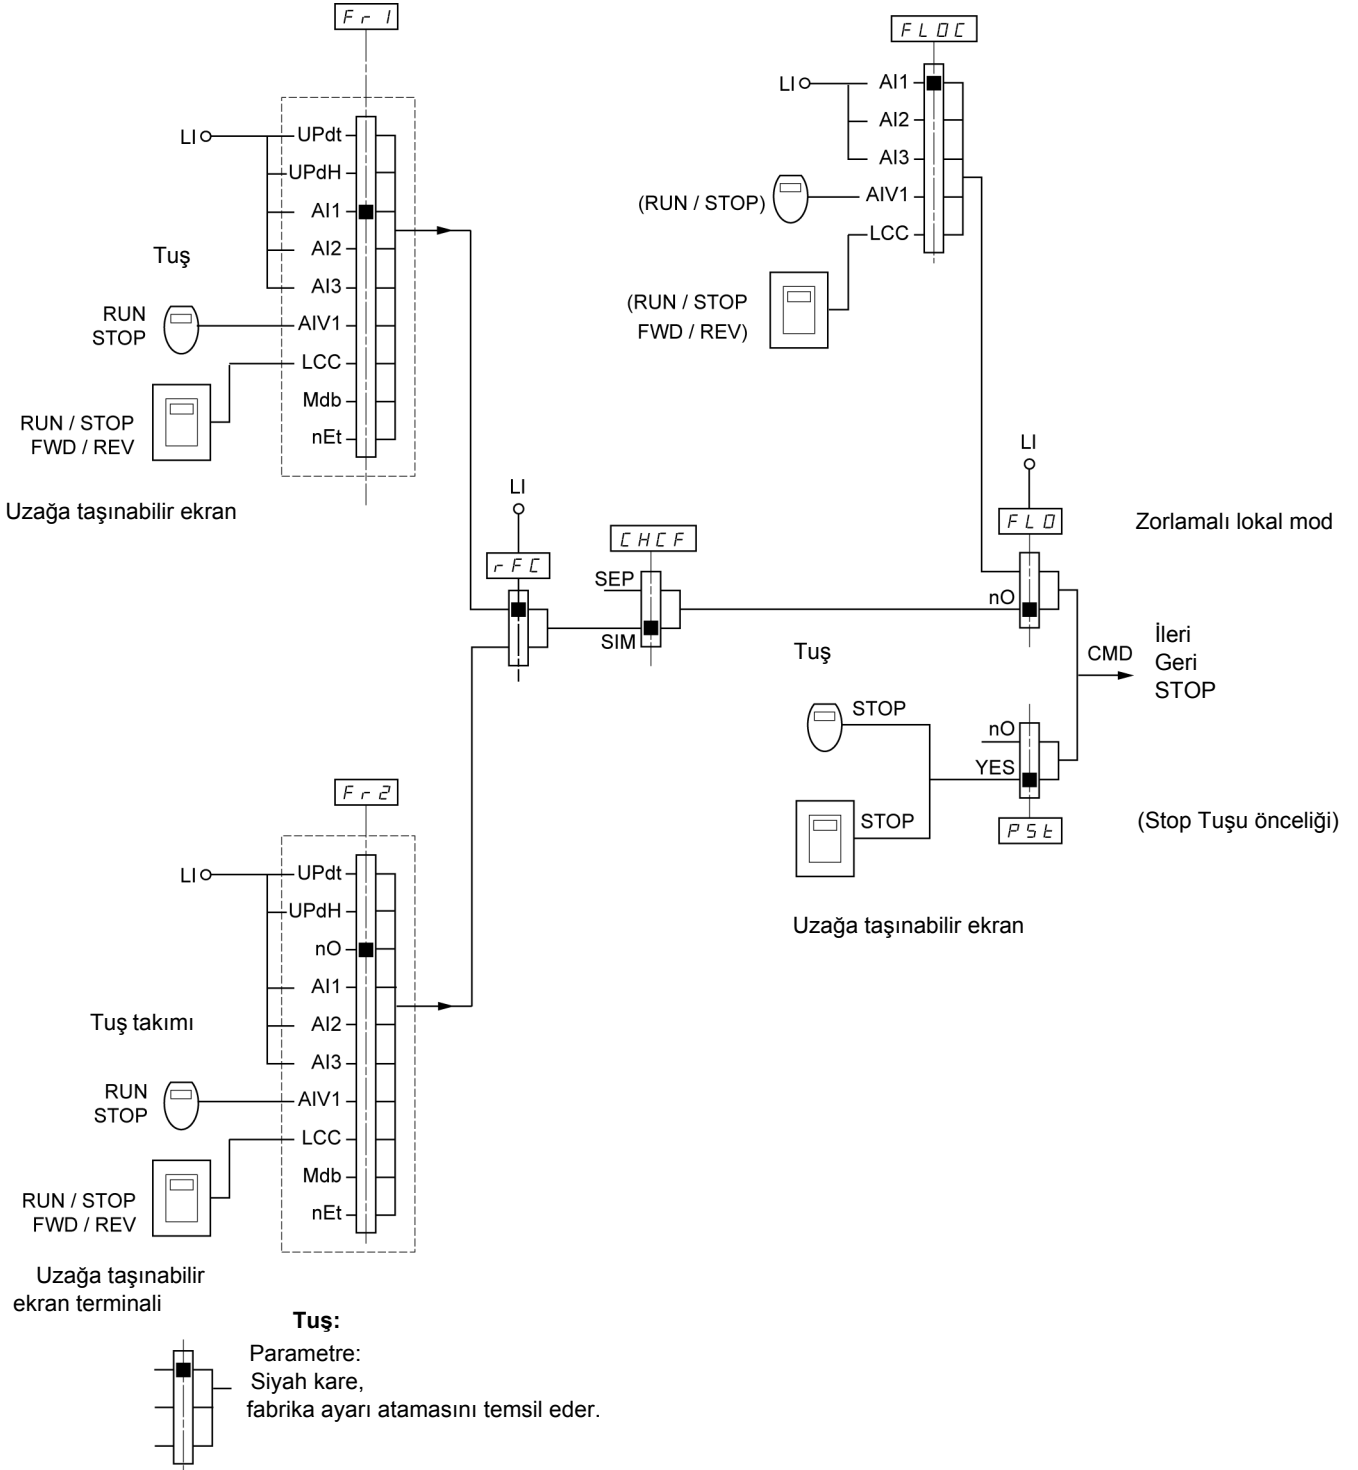 Fr1
LI
UPdt
UPdH
AI1
AI2
AI3
AIV1
LCC
Mdb
nEt
Tuş
RUN
STOP
RUN / STOP
FWD / REV
Uzağa taşınabilir ekran
FLOC
LI
AI1
AI2
AI3
AIV1
LCC
(RUN / STOP)
(RUN / STOP
FWD / REV)
LI
rFC
CHCF
SEP
SIM
LI
FLO
nO
Zorlamalı lokal mod
CMD
İleri
Geri
STOP
Tuş
STOP
STOP
nO
YES
PSt
(Stop Tuşu önceliği)
Uzağa taşınabilir ekran
Fr2
LI
UPdt
UPdH
nO
AI1
AI2
AI3
AIV1
LCC
Mdb
nEt
Tuş takımı
RUN
STOP
RUN / STOP
FWD / REV
Uzağa taşınabilir
ekran terminali
Tuş:
Parametre:
Siyah kare,
fabrika ayarı atamasını temsil eder.